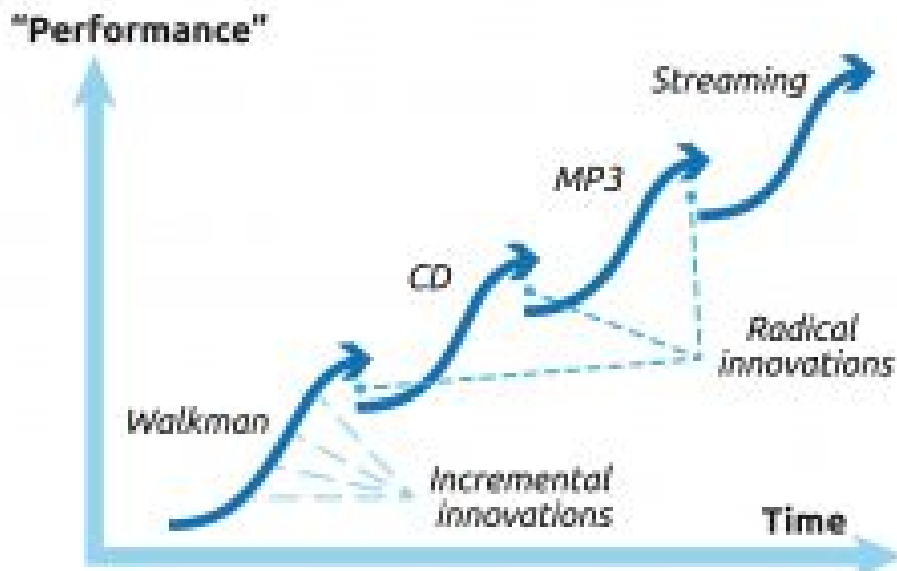 "Performance"
Streaming
MP3
CD
Radical
innovations
Walkman
Incremental
innovations
Time